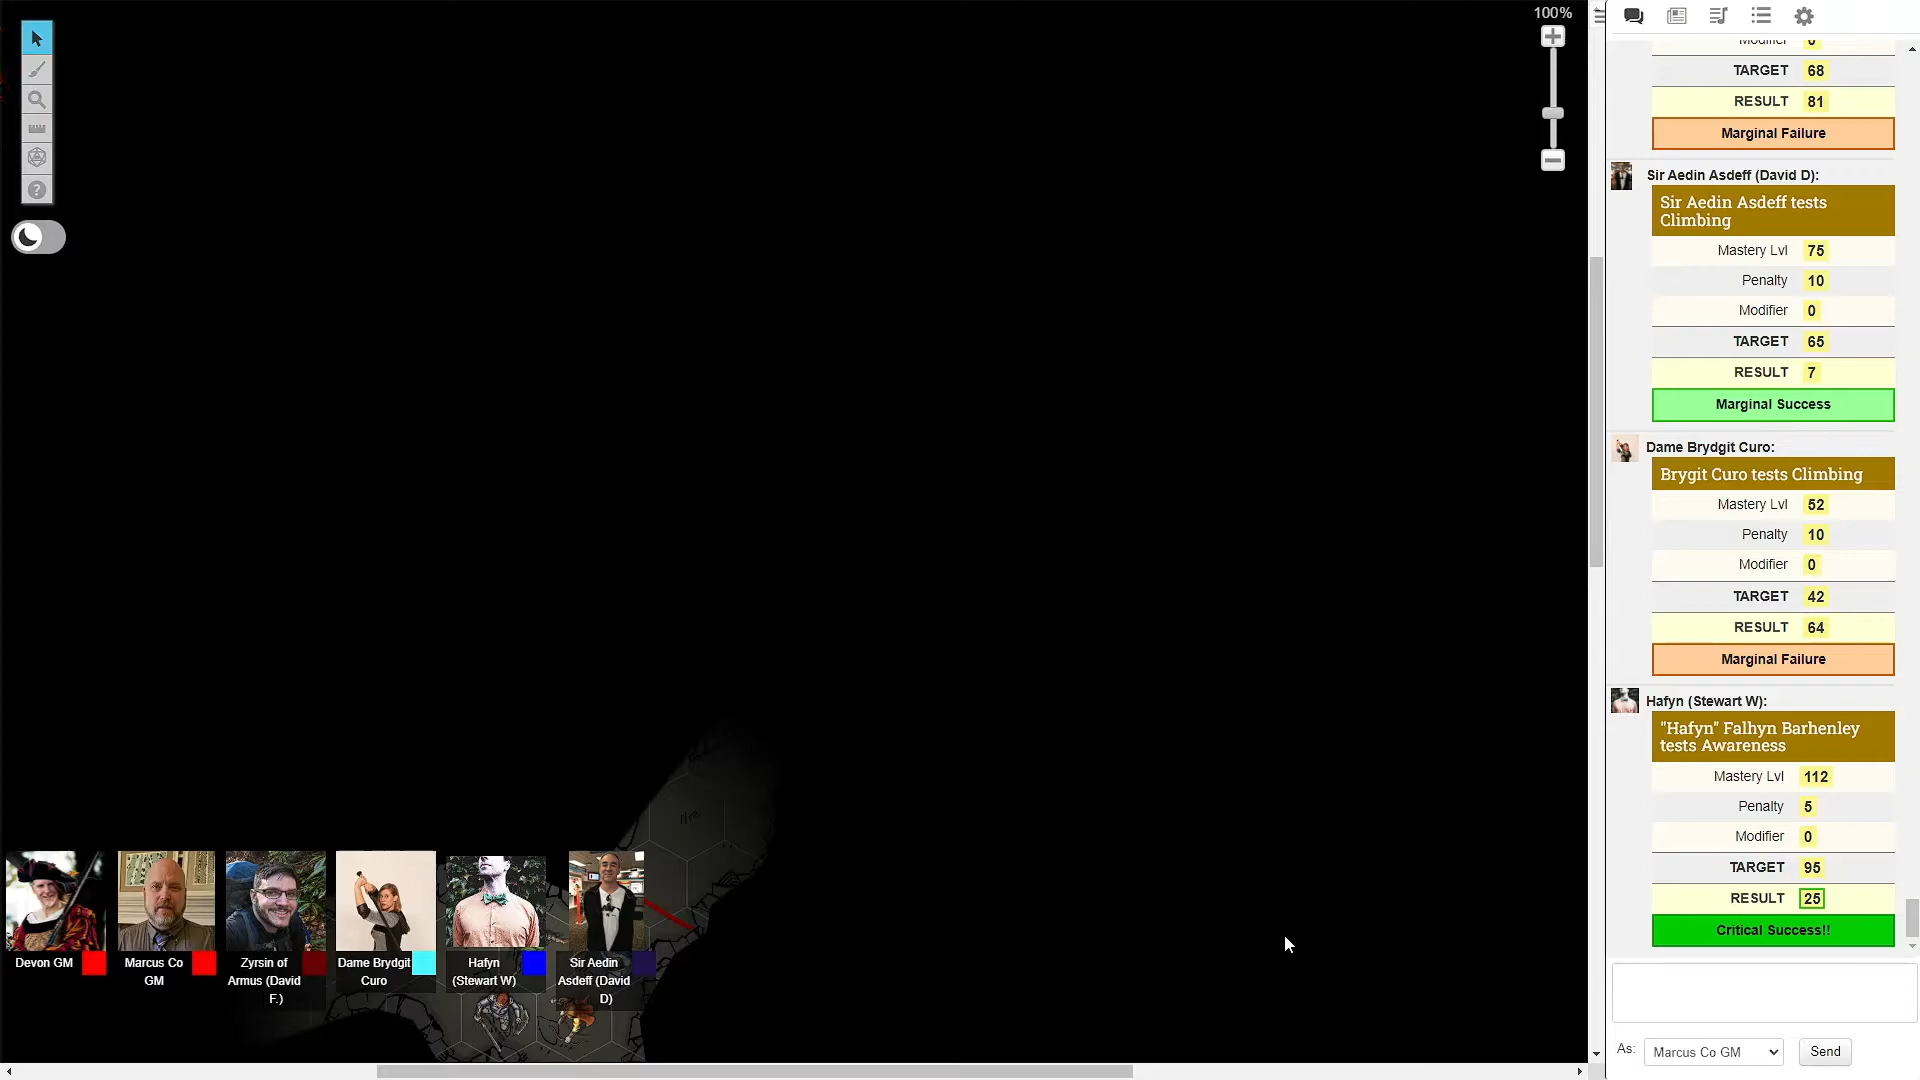 100%
Modifier 0
TARGET 68
RESULT 81
Marginal Failure
Sir Aedin Asdeff (David D):
Sir Aedin Asdeff tests
Climbing
Mastery Lvl 75
Penalty 10
Modifier 0
TARGET 65
RESULT 7
Marginal Success
Dame Brydgit Curo:
Brygit Curo tests Climbing
Mastery Lvl 52
Penalty 10
Modifier 0
TARGET 42
RESULT 64
Marginal Failure
Hafyn (Stewart W):
"Hafyn" Falhyn Barhenley
tests Awareness
Mastery Lvl 112
Penalty 5
Modifier 0
TARGET 95
RESULT 25
Critical Success!!
Devon GM
Marcus Co
GM
Zyrsin of
Armus (David
F.)
Dame Brydgit
Curo
Hafyn
(Stewart W)
Sir Aedin
Asdeff (David
D)
As: Marcus Co GM Send